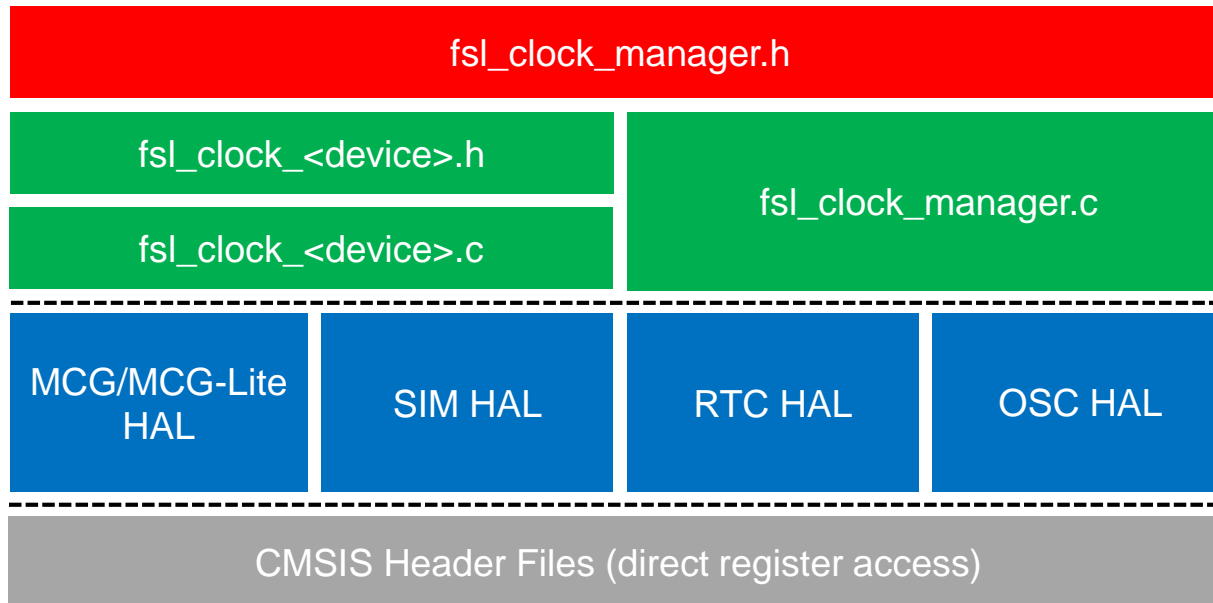 fsl_clock_manager.h
fsl_clock_<device>.h
fsl_clock_manager.c
fsl_clock_<device>.c
MCG/MCG-Lite
HAL
SIM HAL
RTC HAL
OSC HAL
CMSIS Header Files (direct register access)